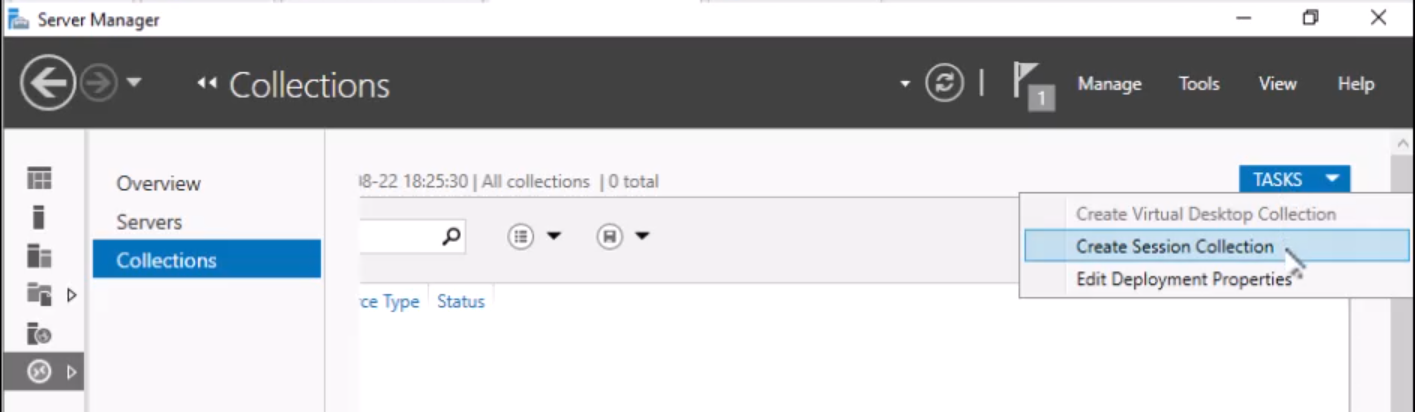 Server Manager
Collections
1
Manage Tools View Help
Overview
Servers
Collections
8-22 18:25:30 | All collections | 0 total
TASKS
Create Virtual Desktop Collection
Create Session Collection
Edit Deployment Properties
ce Type Status